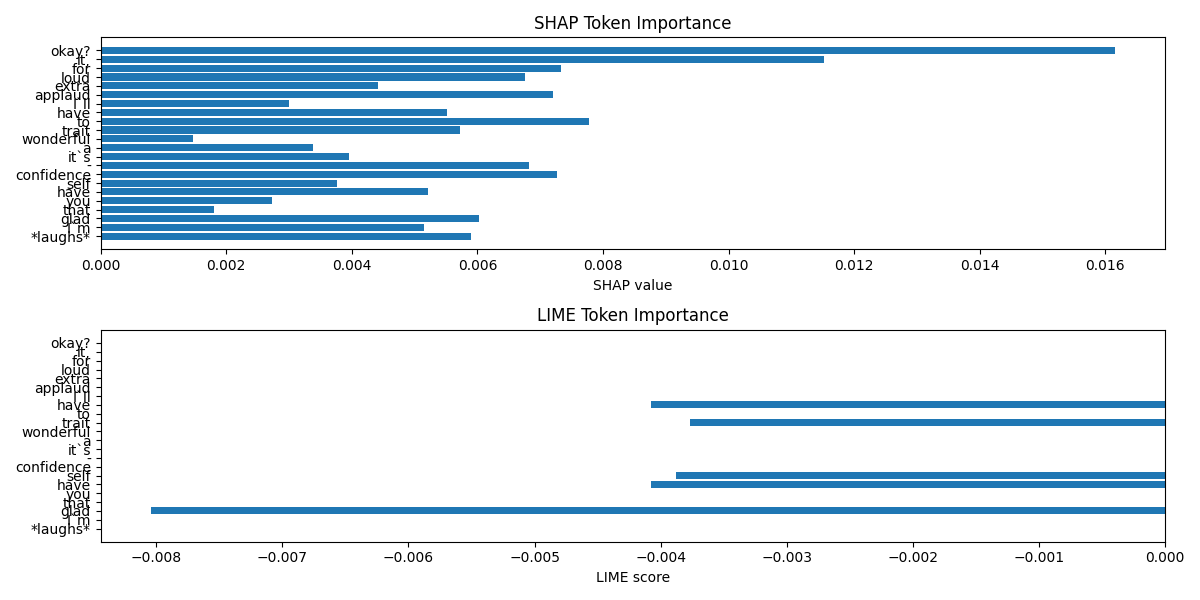 SHAP Token Importance
okay?
it,
for
loud
extra
applaud
I`ll
have
to
trait
wonderful
a
it`s
-
confidence
self
have
you
that
glad
I`m
*laughs*
0.000 0.002 0.004 0.006 0.008 0.010 0.012 0.014 0.016
SHAP value
LIME Token Importance
okay?
it,
for
loud
extra
applaud
I`ll
have
to
trait
wonderful
a
it`s
-
confidence
self
have
you
that
glad
I`m
*laughs*
−0.008 −0.007 −0.006 −0.005 −0.004 −0.003 −0.002 −0.001 0.000
LIME score